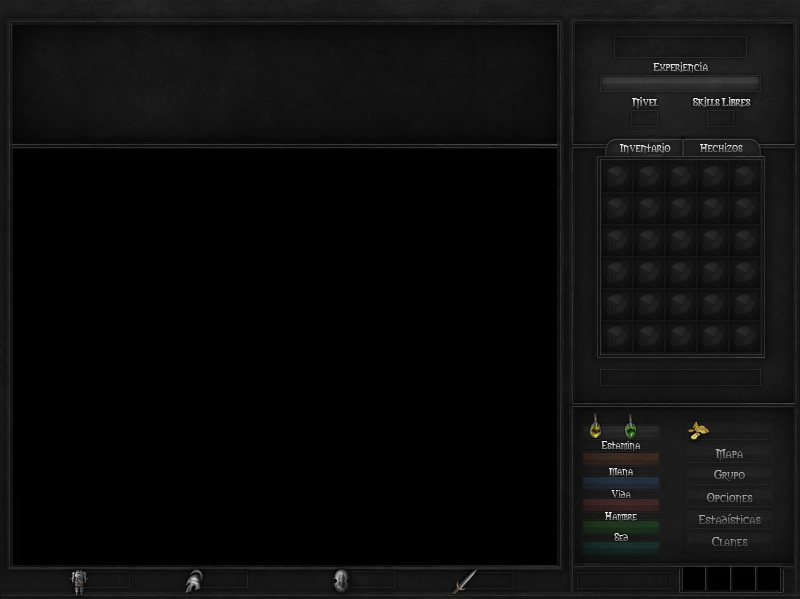 Experiencia
Nivel
Skills Libres
Inventario
Hechizos
Estamina
Mana
Vida
Hambre
Sed
Mapa
Grupo
Opciones
Estadísticas
Clanes